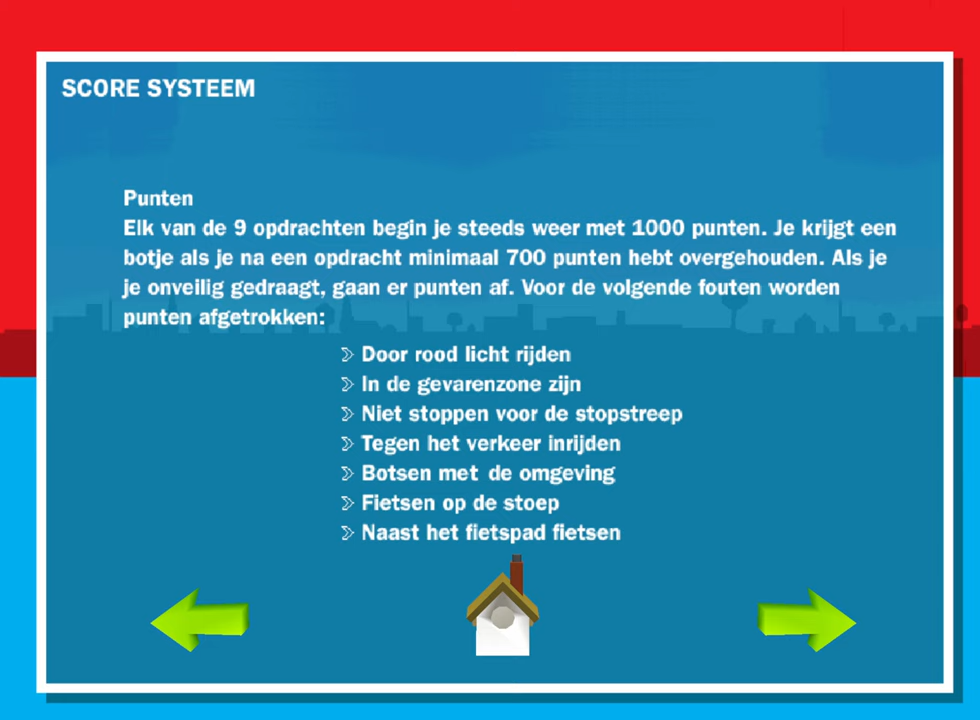 SCORE SYSTEEM
Punten
Elk van de 9 opdrachten begin je steeds weer met 1000 punten. Je krijgt een
botje als je na een opdracht minimaal 700 punten hebt overgehouden. Als je
je onveilig gedraagt, gaan er punten af. Voor de volgende fouten worden
punten afgetrokken:
Door rood licht rijden
In de gevarenzone zijn
Niet stoppen voor de stopstreep
Tegen het verkeer inrijden
Botsen met de omgeving
Fietsen op de stoep
Naast het fietspad fietsen